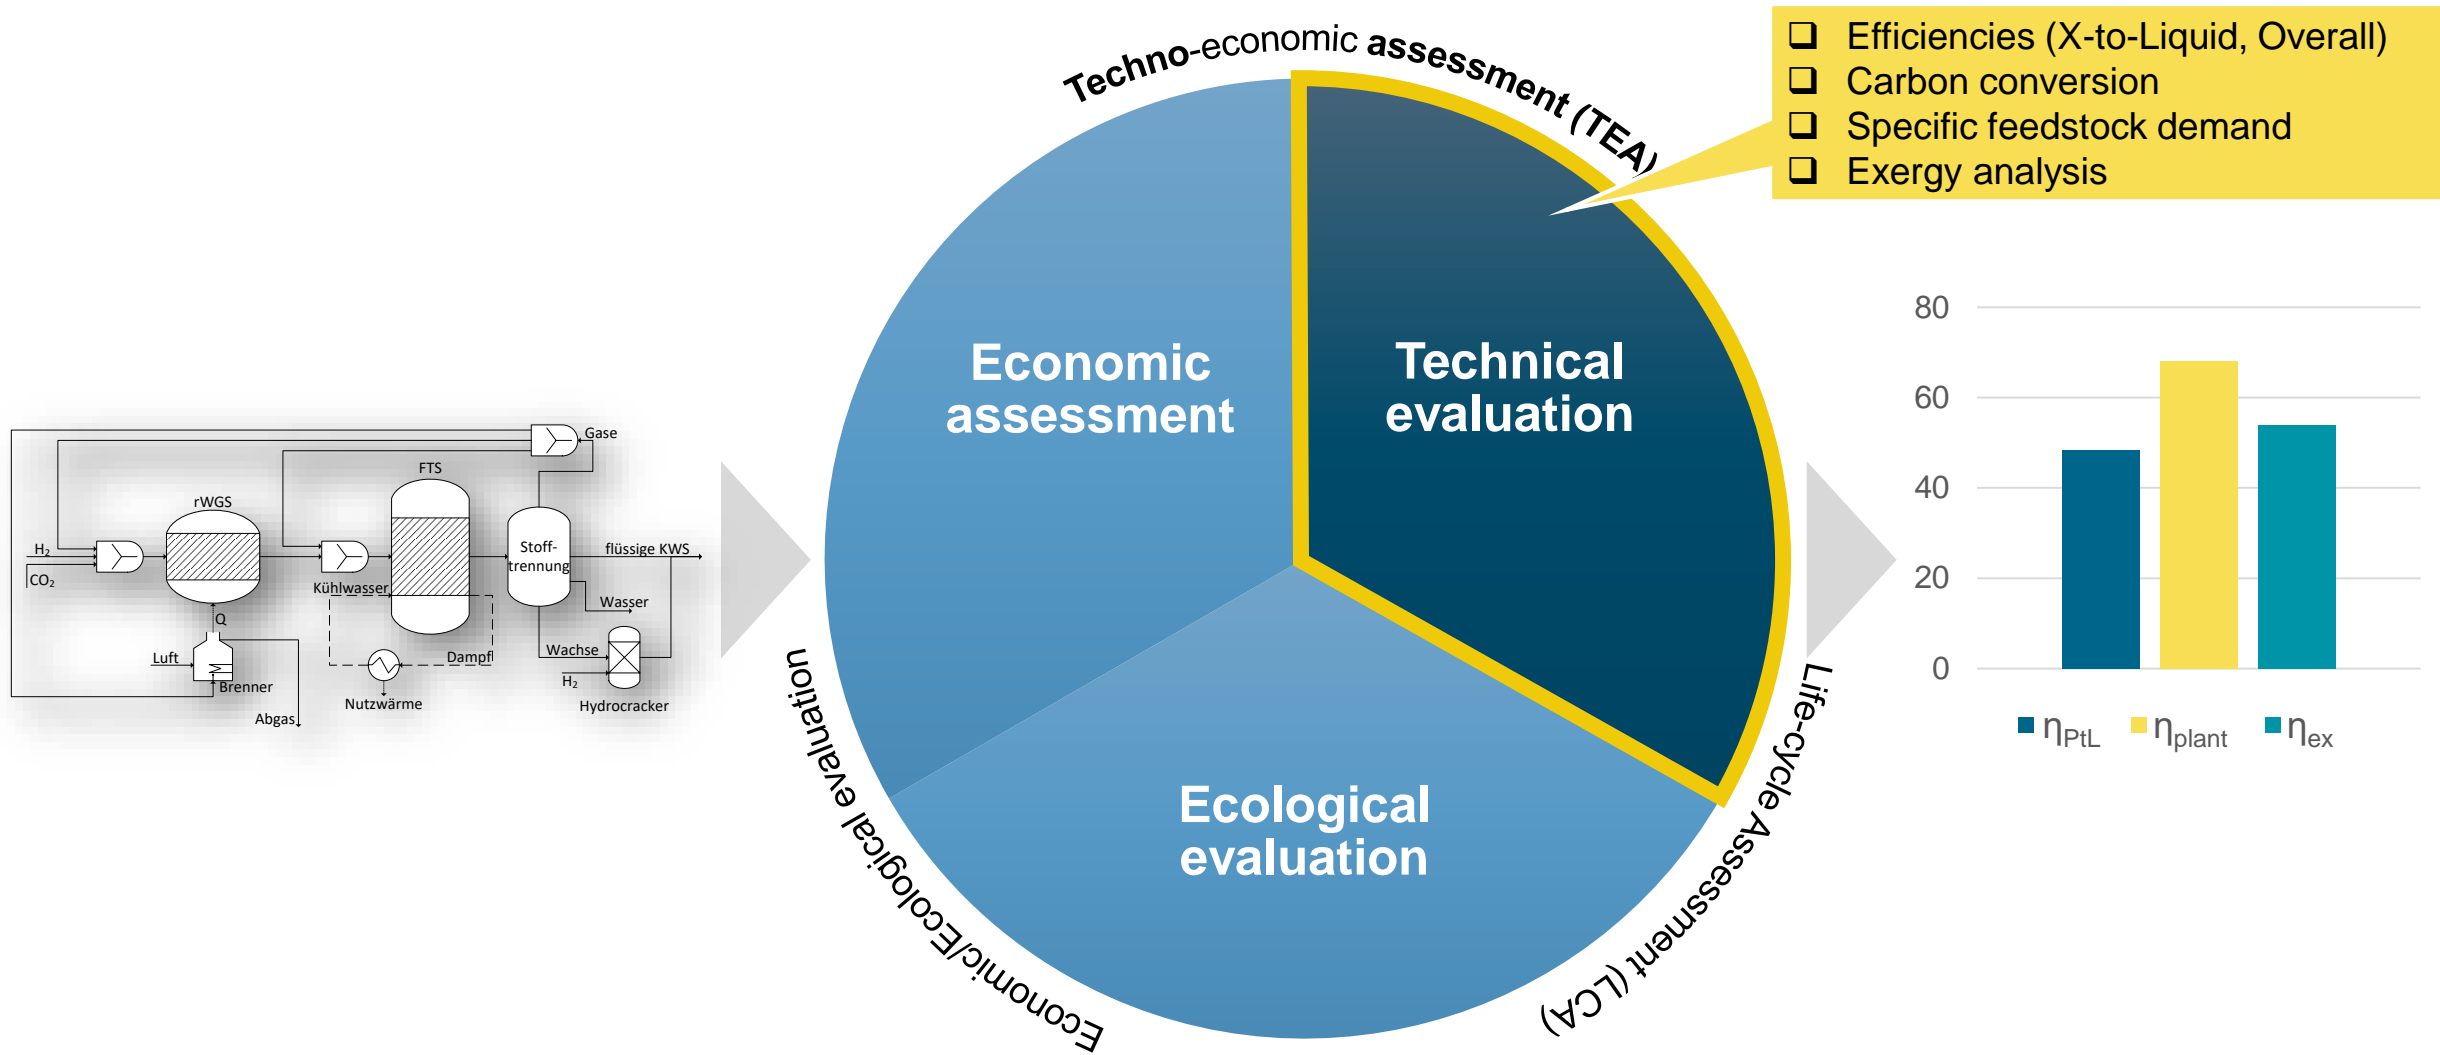 Techno-economic assessment (TEA)
❑ Efficiencies (X-to-Liquid, Overall)
❑ Carbon conversion
❑ Specific feedstock demand
❑ Exergy analysis
Economic
assessment
Technical
evaluation
Ecological
evaluation
Economic/Ecological evaluation
Life-cycle Assessment (LCA)
Gase
FTS
rWGS
H₂
CO₂
Stoff-
trennung
flüssige KWS
Kühlwasser
Wasser
Q
Luft
Brenner
Dampf
Wachse
H₂
Nutzwärme
Hydrocracker
Abgas
80
60
40
20
0
ηPtL ηplant ηex